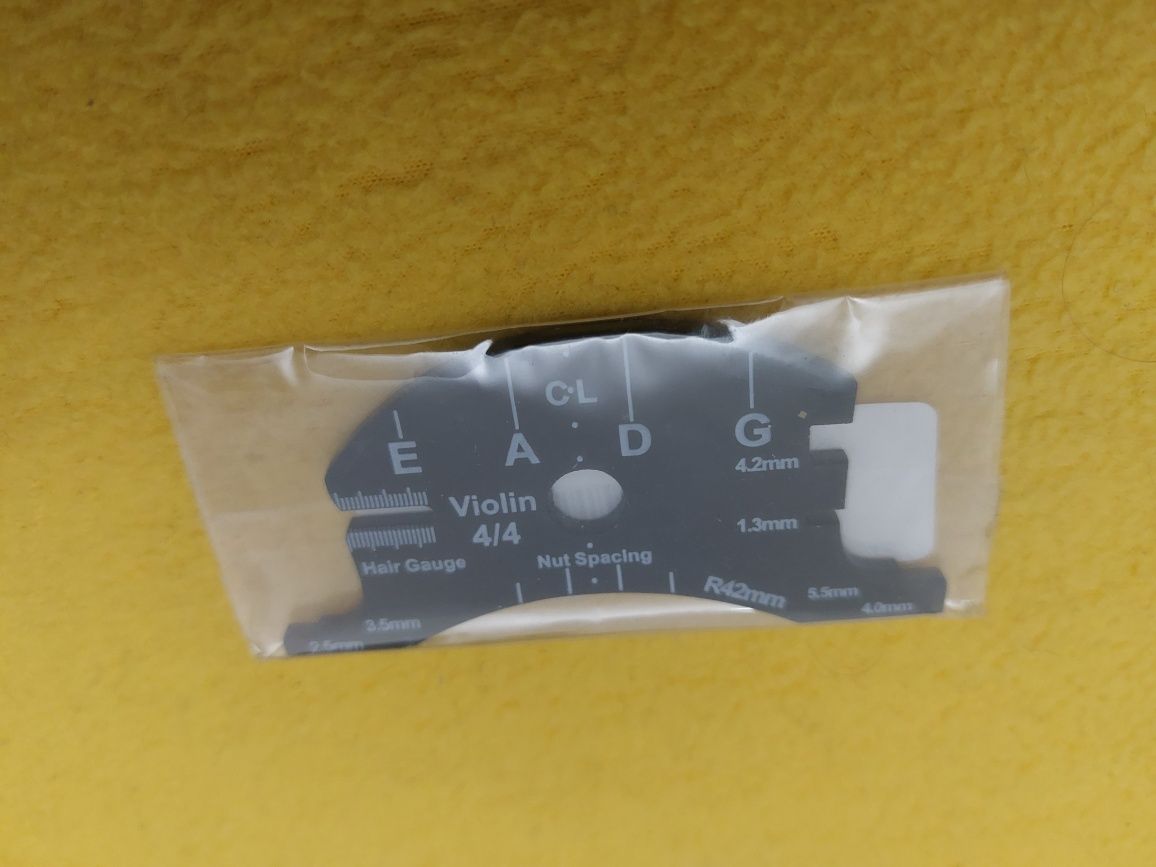 C·L
E A D G
4.2mm
Violin
4/4
1.3mm
Nut Spacing
Hair Gauge
R42mm
5.5mm
4.0mm
3.5mm
2.5mm